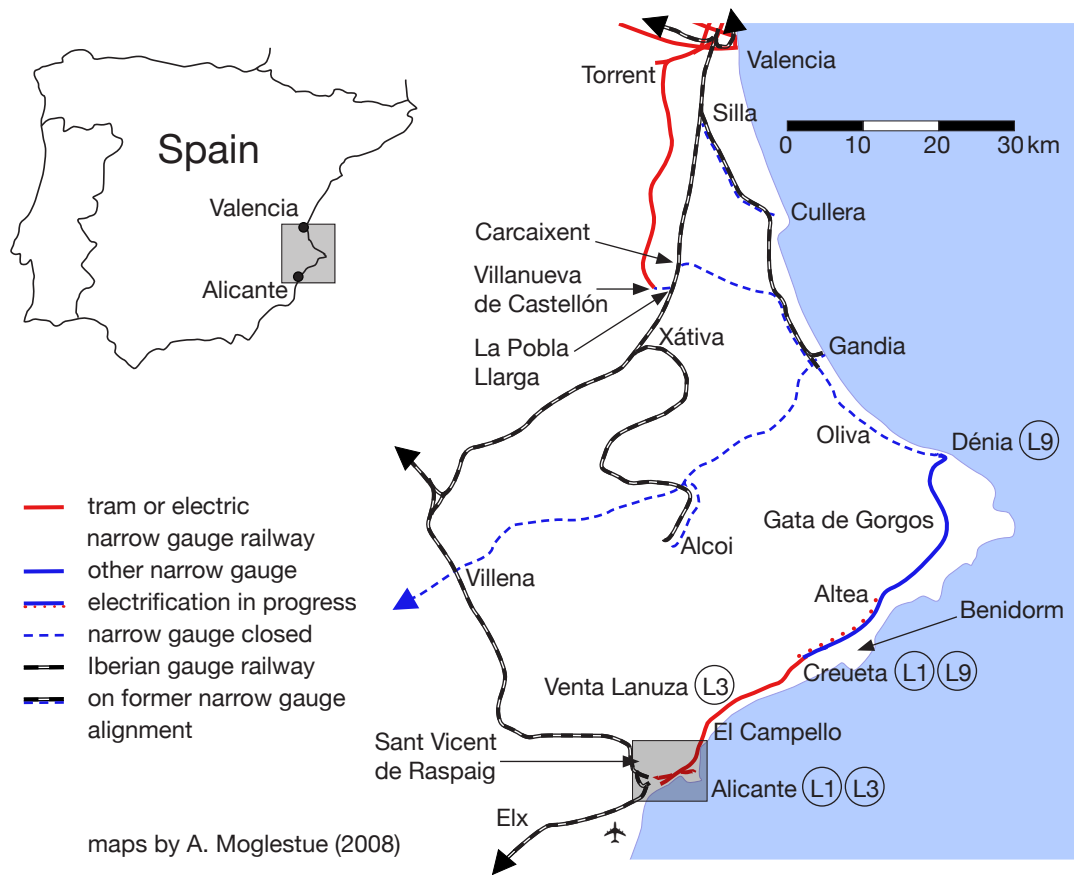 Spain
Valencia
Alicante
Torrent
Valencia
Silla
0 10 20 30 km
Cullera
Carcaixent
Villanueva
de Castellón
La Pobla
Llarga
Xátiva
Gandia
Oliva
Dénia L9
Gata de Gorgos
Alcoi
Villena
Altea
Benidorm
Creueta L1 L9
Venta Lanuza L3
El Campello
Sant Vicent
de Raspaig
Alicante L1 L3
Elx
tram or electric
narrow gauge railway
other narrow gauge
electrification in progress
narrow gauge closed
Iberian gauge railway
on former narrow gauge
alignment
maps by A. Moglestue (2008)